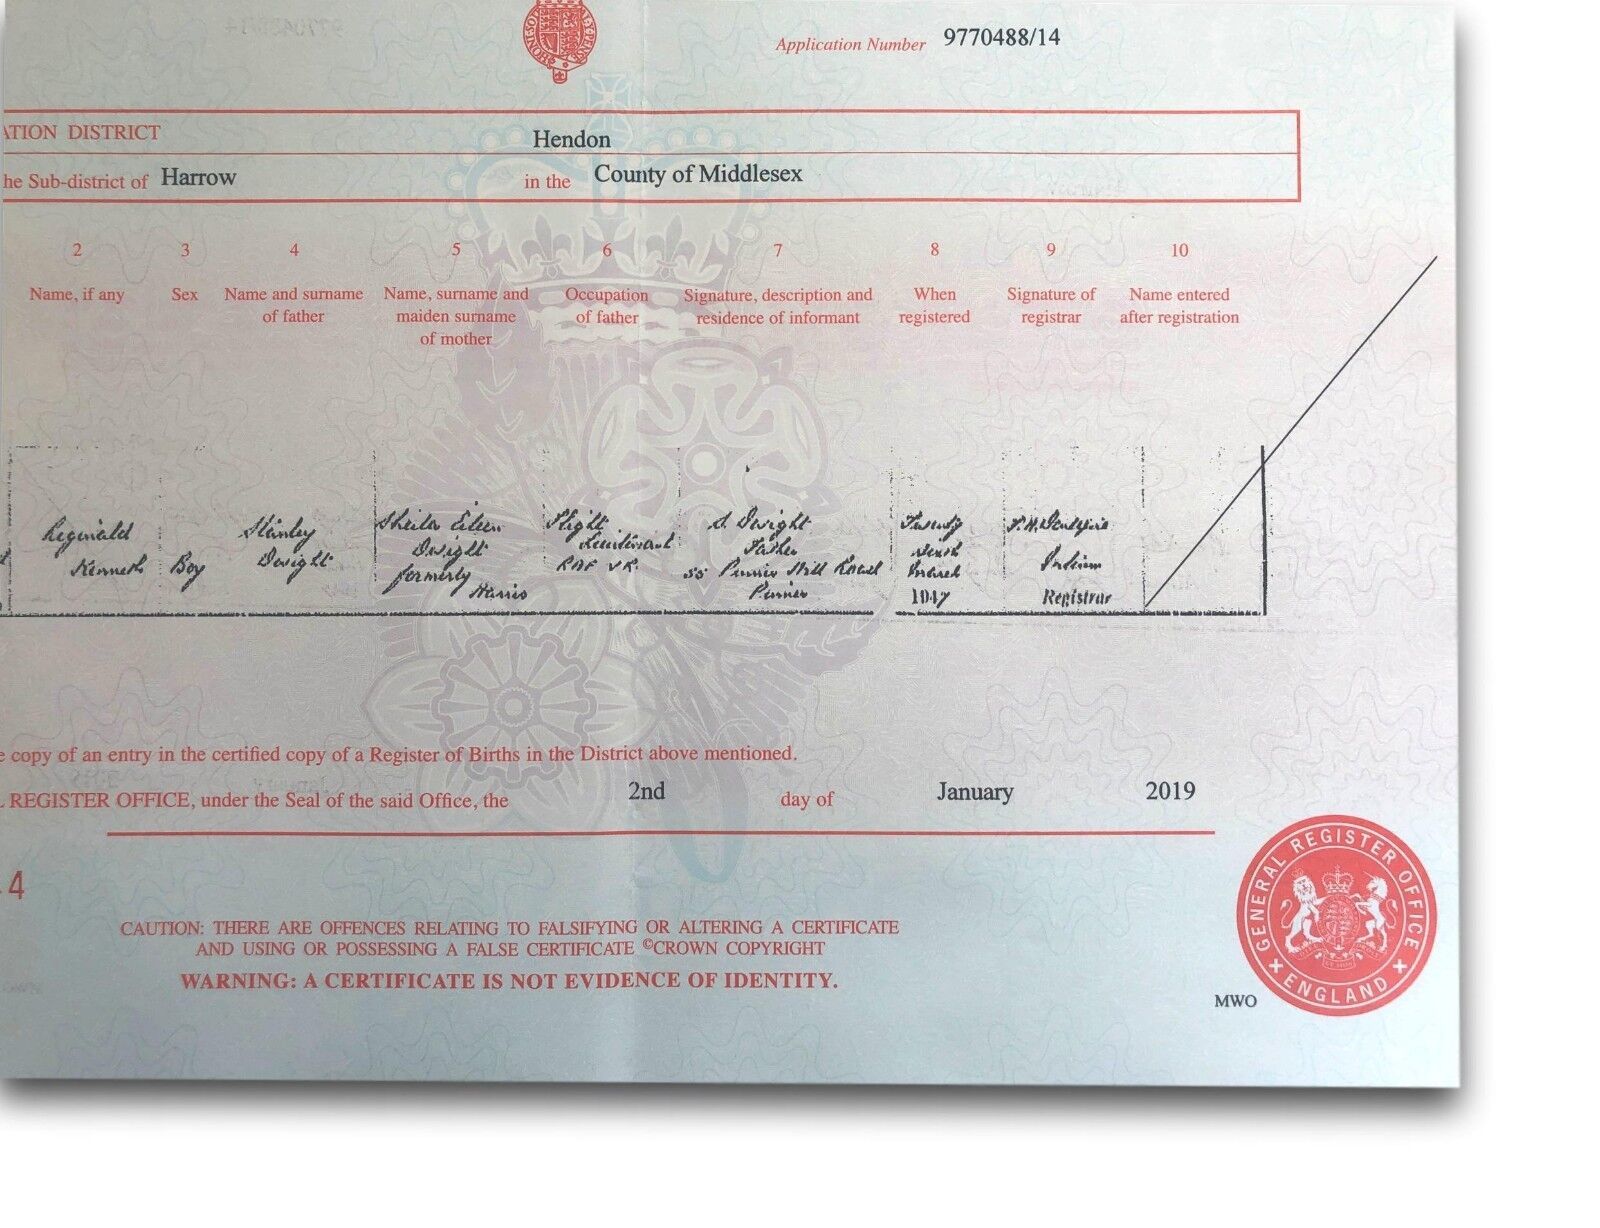 Application Number 9770488/14
ATION DISTRICT Hendon
he Sub-district of Harrow in the County of Middlesex
2 3 4 5 6 7 8 9 10
Name, if any Sex Name and surname of father Name, surname and maiden surname of mother Occupation of father Signature, description and residence of informant When registered Signature of registrar Name entered after registration
Reginald Kenneth
Boy
Stanley Dwight
Sheila Eileen Dwight formerly Harris
Flight Lieutenant RAF VR.
S. Dwight Father 55 Pinner Hill Road Pinner
Twenty sixth March 1947
Interim Registrar
e copy of an entry in the certified copy of a Register of Births in the District above mentioned.
REGISTER OFFICE, under the Seal of the said Office, the 2nd day of January 2019
4
CAUTION: THERE ARE OFFENCES RELATING TO FALSIFYING OR ALTERING A CERTIFICATE
AND USING OR POSSESSING A FALSE CERTIFICATE ©CROWN COPYRIGHT
WARNING: A CERTIFICATE IS NOT EVIDENCE OF IDENTITY.
MWO
GENERAL REGISTER OFFICE
ENGLAND